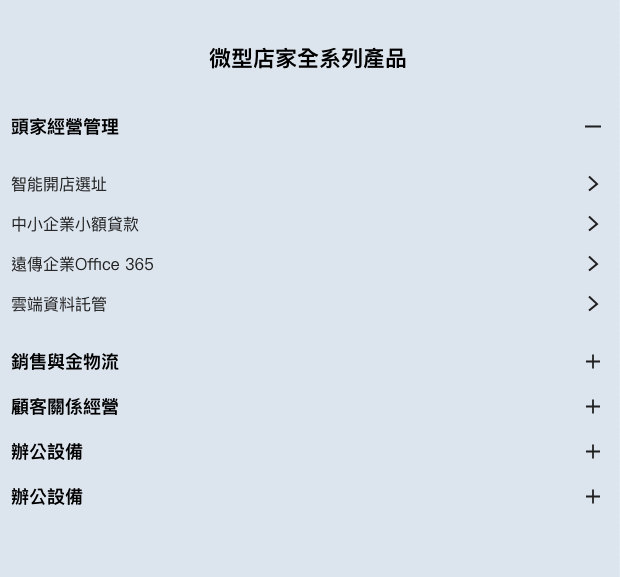 微型店家全系列產品
頭家經營管理
智能開店選址
中小企業小額貸款
遠傳企業Office 365
雲端資料託管
銷售與金物流
顧客關係經營
辦公設備
辦公設備